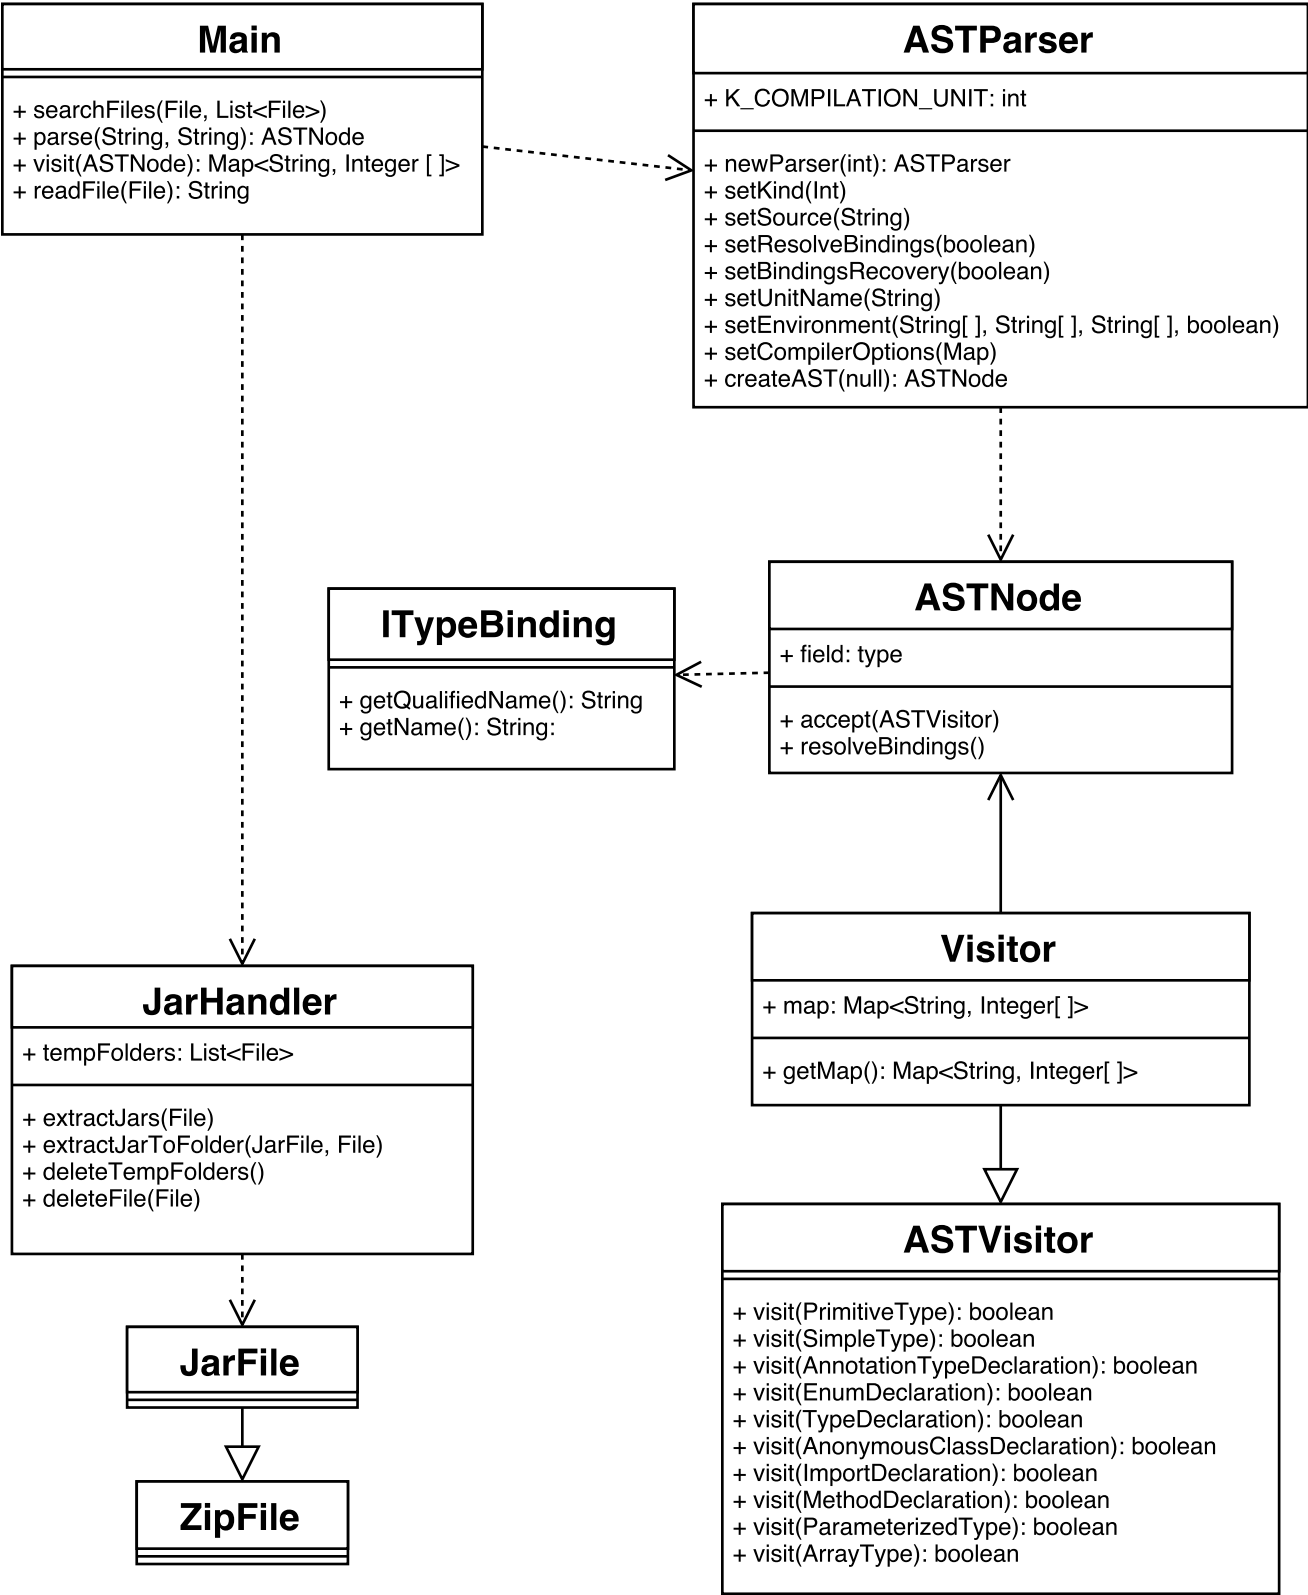 Main
+ searchFiles(File, List<File>)
+ parse(String, String): ASTNode
+ visit(ASTNode): Map<String, Integer [ ]>
+ readFile(File): String
ASTParser
+ K_COMPILATION_UNIT: int
+ newParser(int): ASTParser
+ setKind(Int)
+ setSource(String)
+ setResolveBindings(boolean)
+ setBindingsRecovery(boolean)
+ setUnitName(String)
+ setEnvironment(String[ ], String[ ], String[ ], boolean)
+ setCompilerOptions(Map)
+ createAST(null): ASTNode
ITypeBinding
+ getQualifiedName(): String
+ getName(): String:
ASTNode
+ field: type
+ accept(ASTVisitor)
+ resolveBindings()
Visitor
+ map: Map<String, Integer[ ]>
+ getMap(): Map<String, Integer[ ]>
JarHandler
+ tempFolders: List<File>
+ extractJars(File)
+ extractJarToFolder(JarFile, File)
+ deleteTempFolders()
+ deleteFile(File)
ASTVisitor
+ visit(PrimitiveType): boolean
+ visit(SimpleType): boolean
+ visit(AnnotationTypeDeclaration): boolean
+ visit(EnumDeclaration): boolean
+ visit(TypeDeclaration): boolean
+ visit(AnonymousClassDeclaration): boolean
+ visit(ImportDeclaration): boolean
+ visit(MethodDeclaration): boolean
+ visit(ParameterizedType): boolean
+ visit(ArrayType): boolean
JarFile
ZipFile